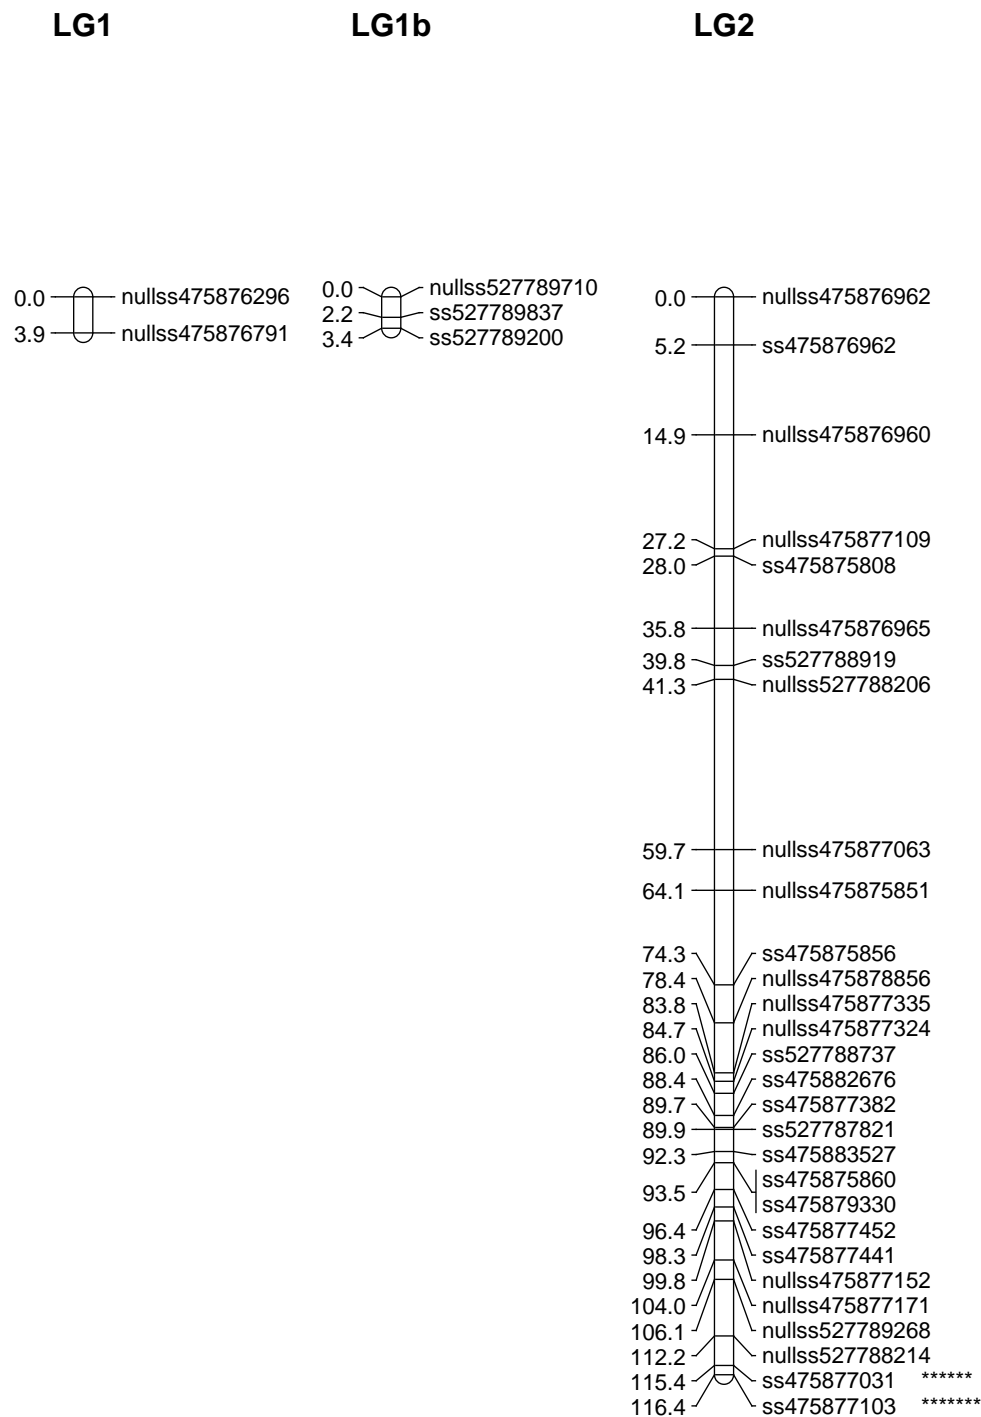 LG1 LG1b LG2
0.0 nullss475876296
3.9 nullss475876791
0.0 nullss527789710
2.2 ss527789837
3.4 ss527789200
0.0 nullss475876962
5.2 ss475876962
14.9 nullss475876960
27.2 nullss475877109
28.0 ss475875808
35.8 nullss475876965
39.8 ss527788919
41.3 nullss527788206
59.7 nullss475877063
64.1 nullss475875851
74.3 ss475875856
78.4 nullss475878856
83.8 nullss475877335
84.7 nullss475877324
86.0 ss527788737
88.4 ss475882676
89.7 ss475877382
89.9 ss527787821
92.3 ss475883527
93.5 ss475875860
ss475879330
96.4 ss475877452
98.3 ss475877441
99.8 nullss475877152
104.0 nullss475877171
106.1 nullss527789268
112.2 nullss527788214
115.4 ss475877031 ******
116.4 ss475877103 *******